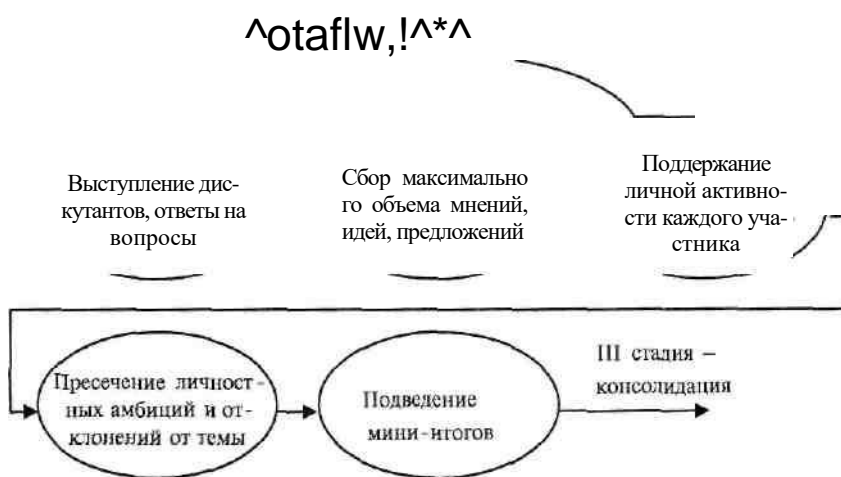 ^otaflw,!^*^
Выступление дис-
кутантов, ответы на
вопросы
Сбор максимально
го объема мнений,
идей, предложений
Поддержание
личной активно-
сти каждого уча-
стника
Пресечение личност-
ных амбиций и от-
клонений от темы
Подведение
мини-итогов
III стадия –
консолидация